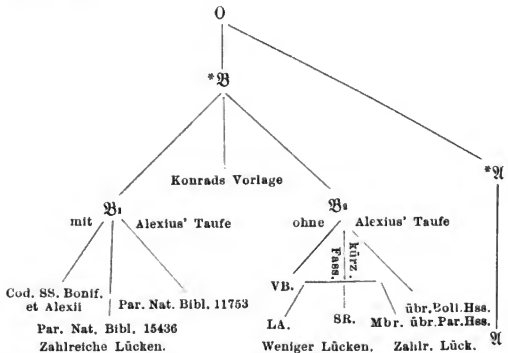 O
*𝔅
Konrads Vorlage
*𝔄
mit 𝔅₁ Alexius' Taufe
ohne 𝔅₂ Alexius' Taufe
kürz.
Fass.
Cod. SS. Bonif.
et Alexii
Par. Nat. Bibl. 11753
Par. Nat. Bibl. 15436
Zahlreiche Lücken.
VB.
LA.
SR.
übr. Boll. Hss.
Mbr. übr. Par. Hss.
Weniger Lücken, Zahlr. Lück.
𝔄